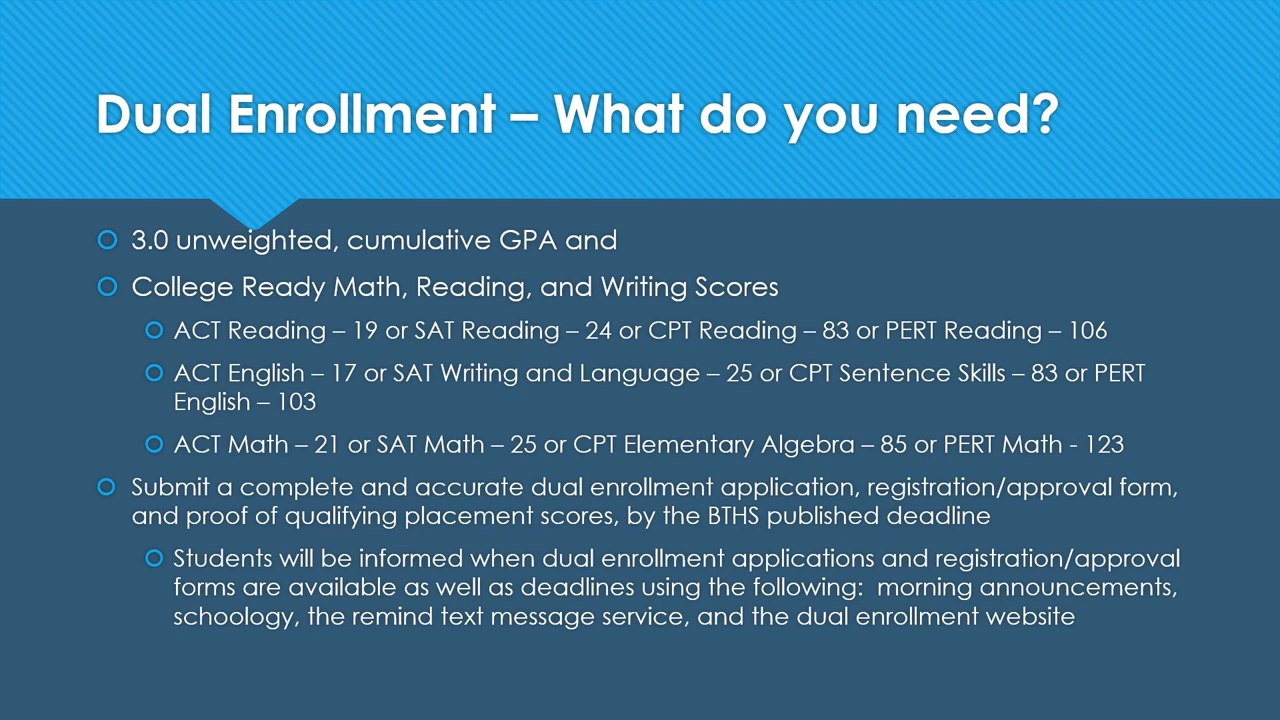 Dual Enrollment – What do you need?
3.0 unweighted, cumulative GPA and
College Ready Math, Reading, and Writing Scores
ACT Reading – 19 or SAT Reading – 24 or CPT Reading – 83 or PERT Reading – 106
ACT English – 17 or SAT Writing and Language – 25 or CPT Sentence Skills – 83 or PERT
English – 103
ACT Math – 21 or SAT Math – 25 or CPT Elementary Algebra – 85 or PERT Math - 123
Submit a complete and accurate dual enrollment application, registration/approval form,
and proof of qualifying placement scores, by the BTHS published deadline
Students will be informed when dual enrollment applications and registration/approval
forms are available as well as deadlines using the following:  morning announcements,
schoology, the remind text message service, and the dual enrollment website